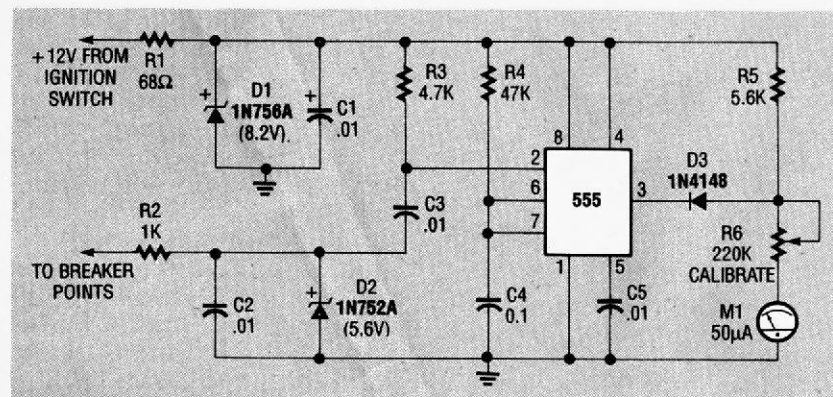 +12V FROM
IGNITION
SWITCH
R1
68Ω
D1
1N756A
(8.2V)
+
C1
.01
R3
4.7K
R4
47K
R5
5.6K
8
4
2
6
7
555
3
1
5
D3
1N4148
R2
1K
TO BREAKER
POINTS
C3
.01
C2
.01
D2
1N752A
(5.6V)
C4
0.1
C5
.01
R6
220K
CALIBRATE
M1
50µA